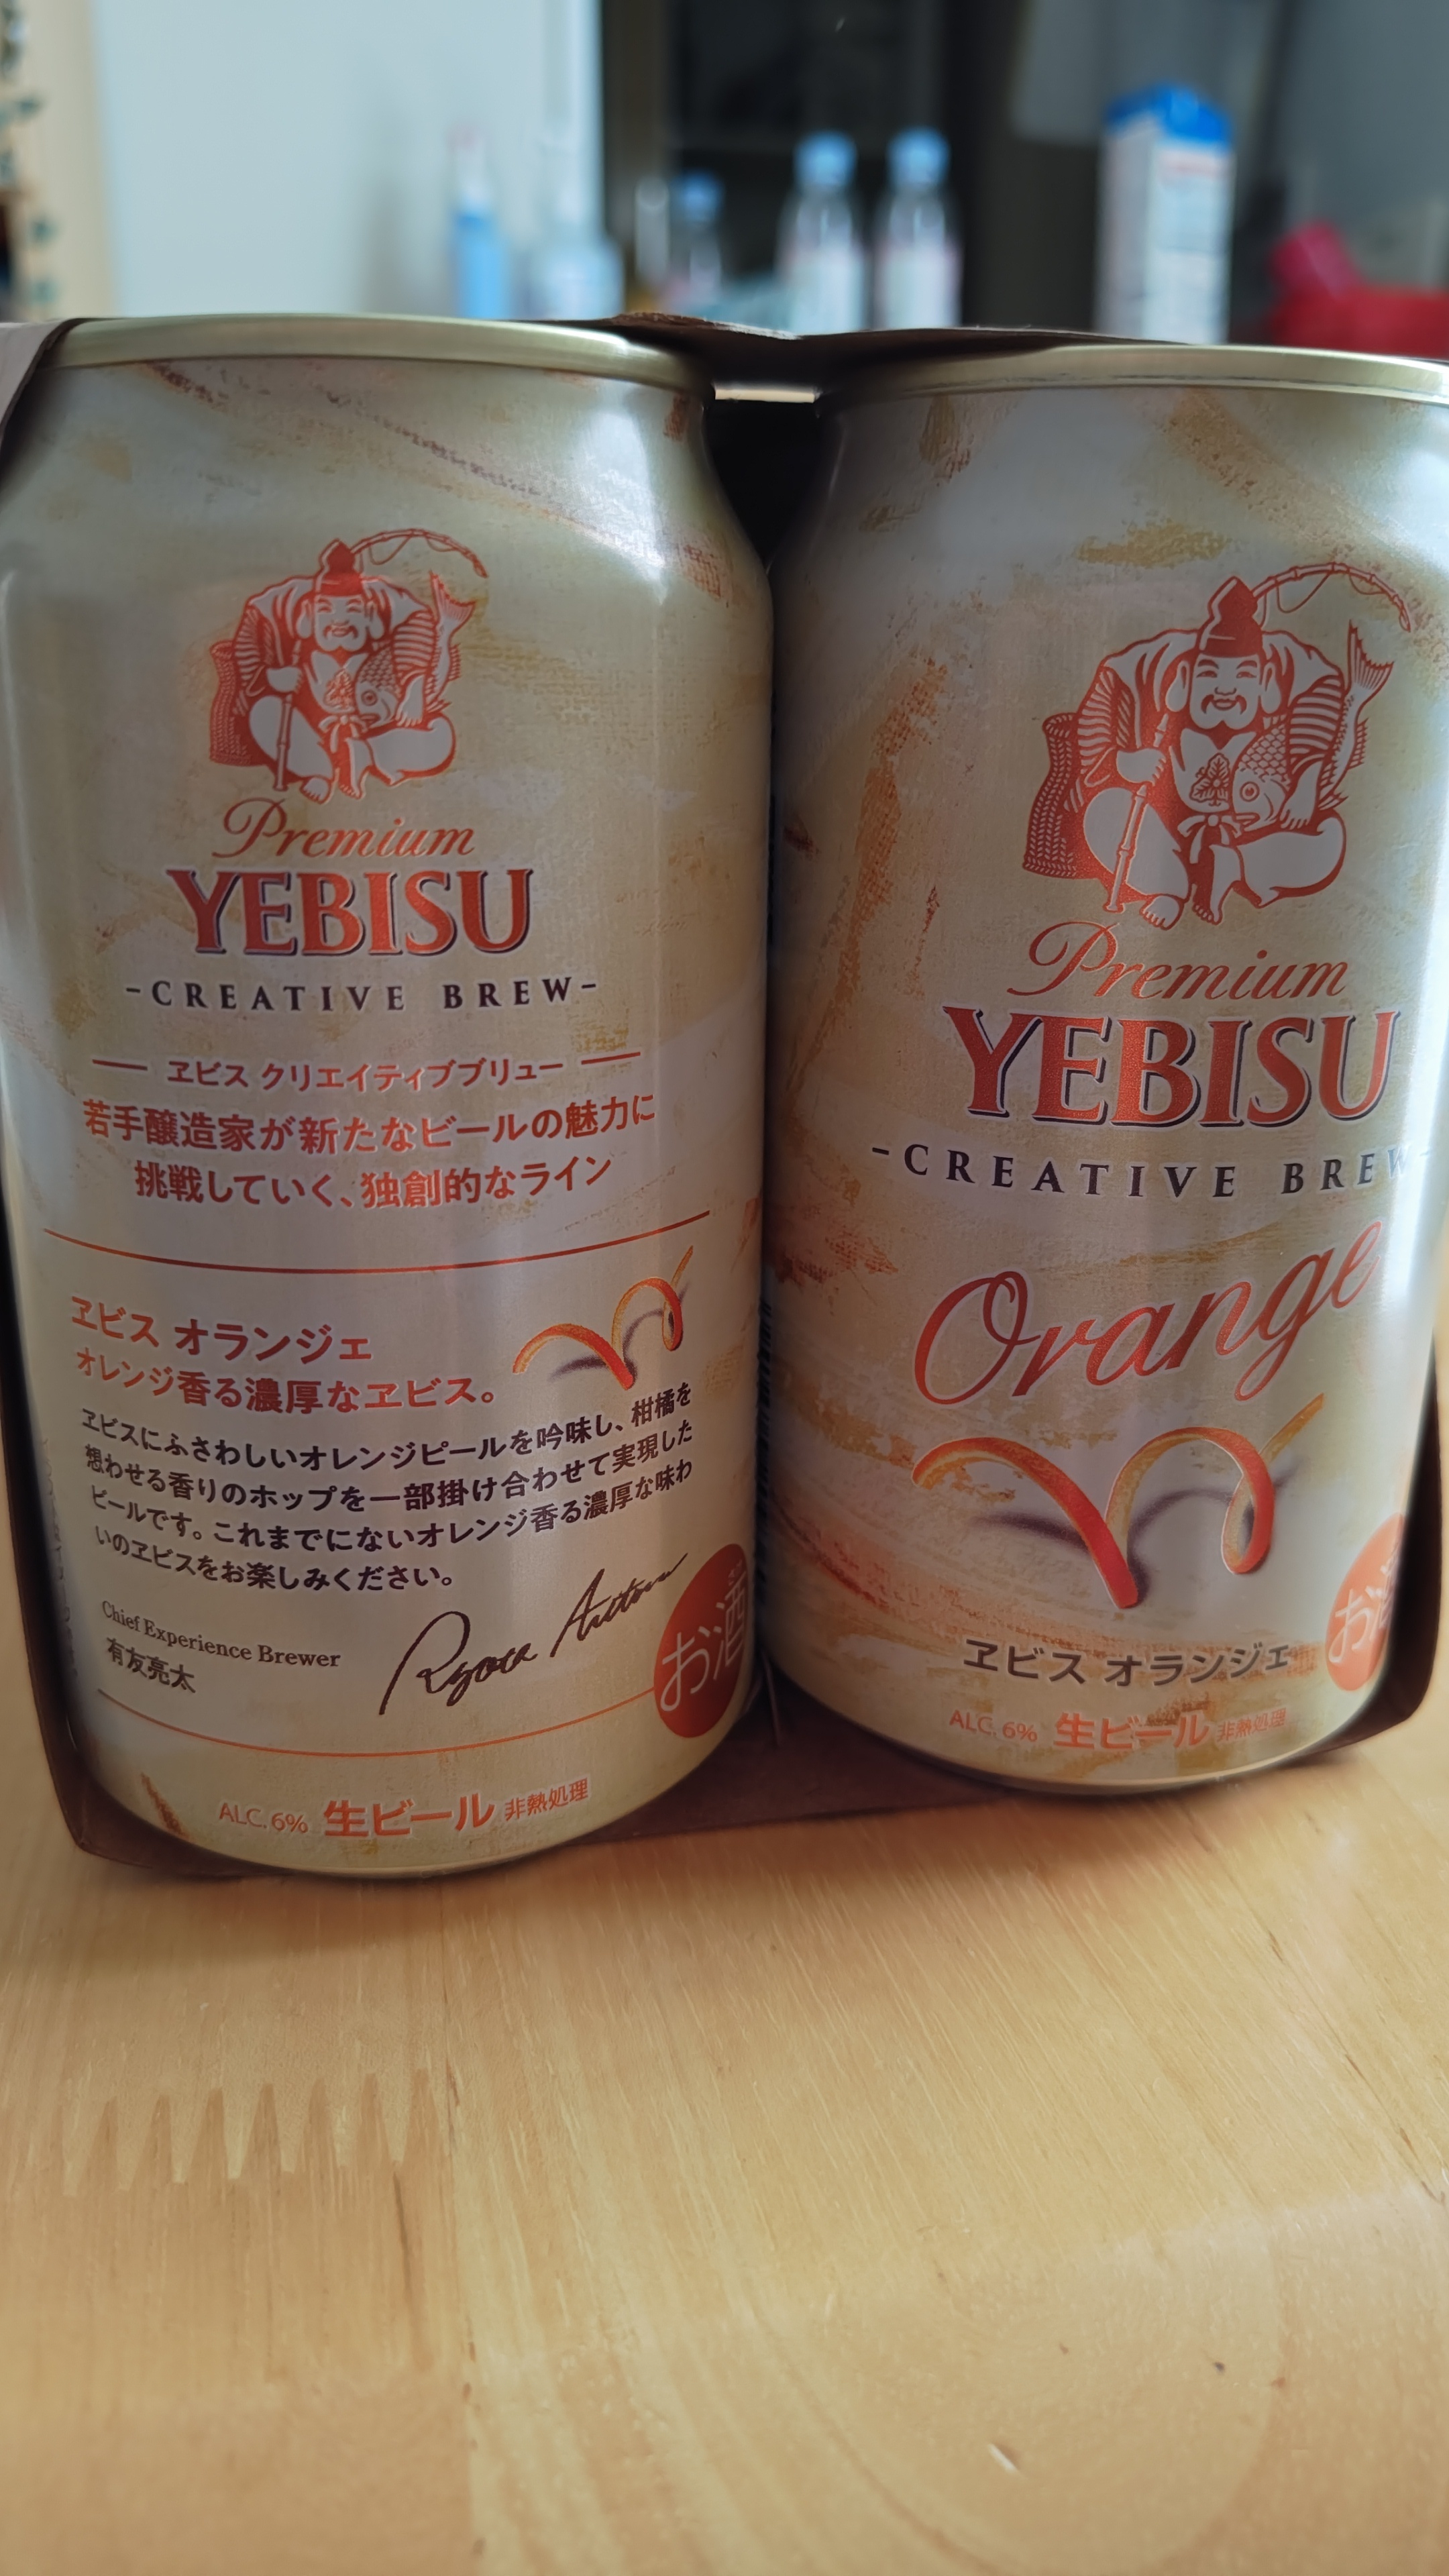 Premium
YEBISU
-CREATIVE BREW-
ヱビス クリエイティブブリュー
若手醸造家が新たなビールの魅力に
挑戦していく、独創的なライン
ヱビス オランジェ
オレンジ香る濃厚なヱビス。
ヱビスにふさわしいオレンジピールを吟味し、柑橘を
想わせる香りのホップを一部掛け合わせて実現した
ビールです。これまでにないオレンジ香る濃厚な味わ
いのヱビスをお楽しみください。
Chief Experience Brewer
有友亮太
Ryota Aritomo
お酒
ALC. 6% 生ビール 非熱処理
Premium
YEBISU
-CREATIVE BREW-
Orange
ヱビス オランジェ
お酒
ALC. 6% 生ビール 非熱処理